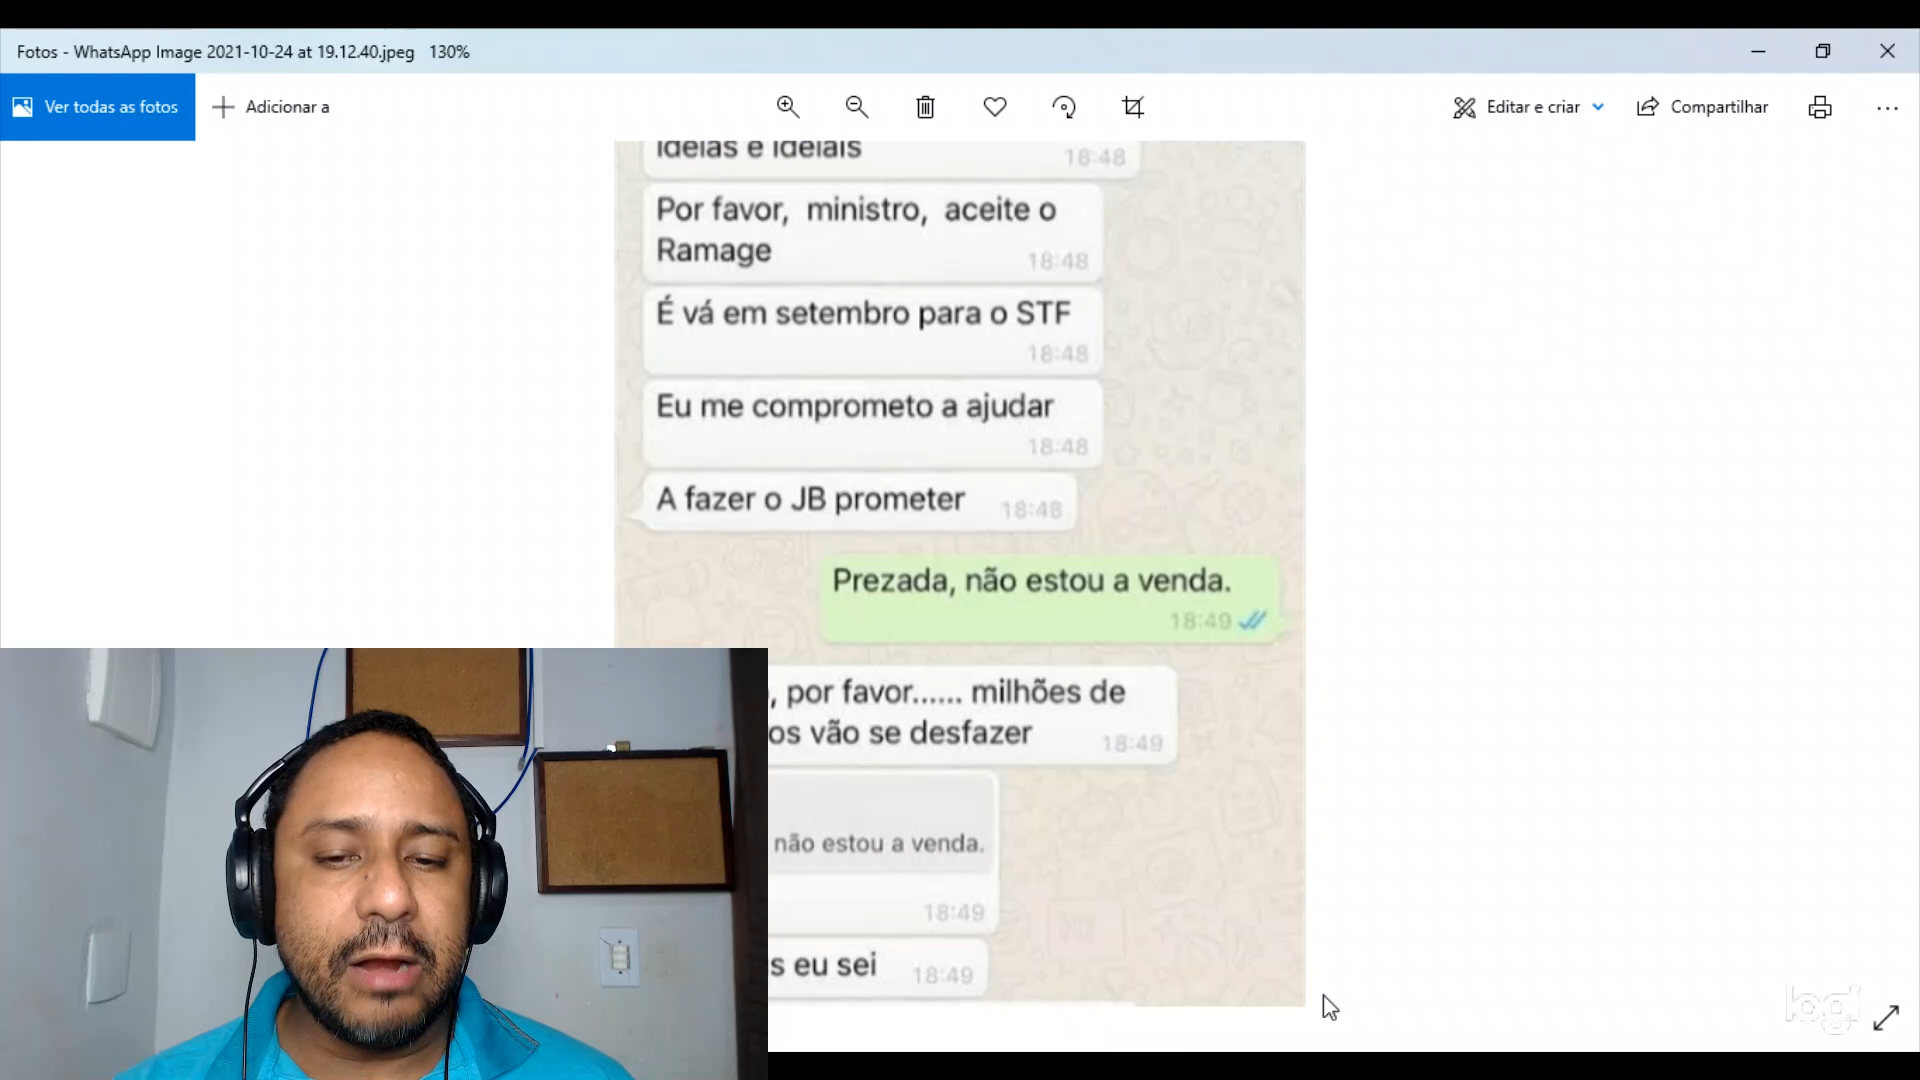 Fotos - WhatsApp Image 2021-10-24 at 19.12.40.jpeg 130%
Ver todas as fotos
Adicionar a
Editar e criar
Compartilhar
ideias e ideiais
18:48
Por favor, ministro, aceite o
Ramage
18:48
É vá em setembro para o STF
18:48
Eu me comprometo a ajudar
18:48
A fazer o JB prometer 18:48
Prezada, não estou a venda.
18:49
, por favor...... milhões de
os vão se desfazer 18:49
não estou a venda.
18:49
s eu sei 18:49
logi